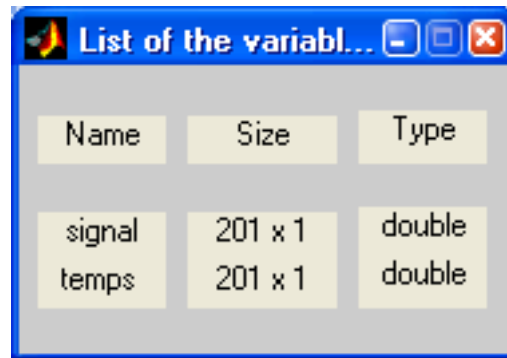 List of the variabl...
Name Size Type
signal 201 x 1 double
temps 201 x 1 double